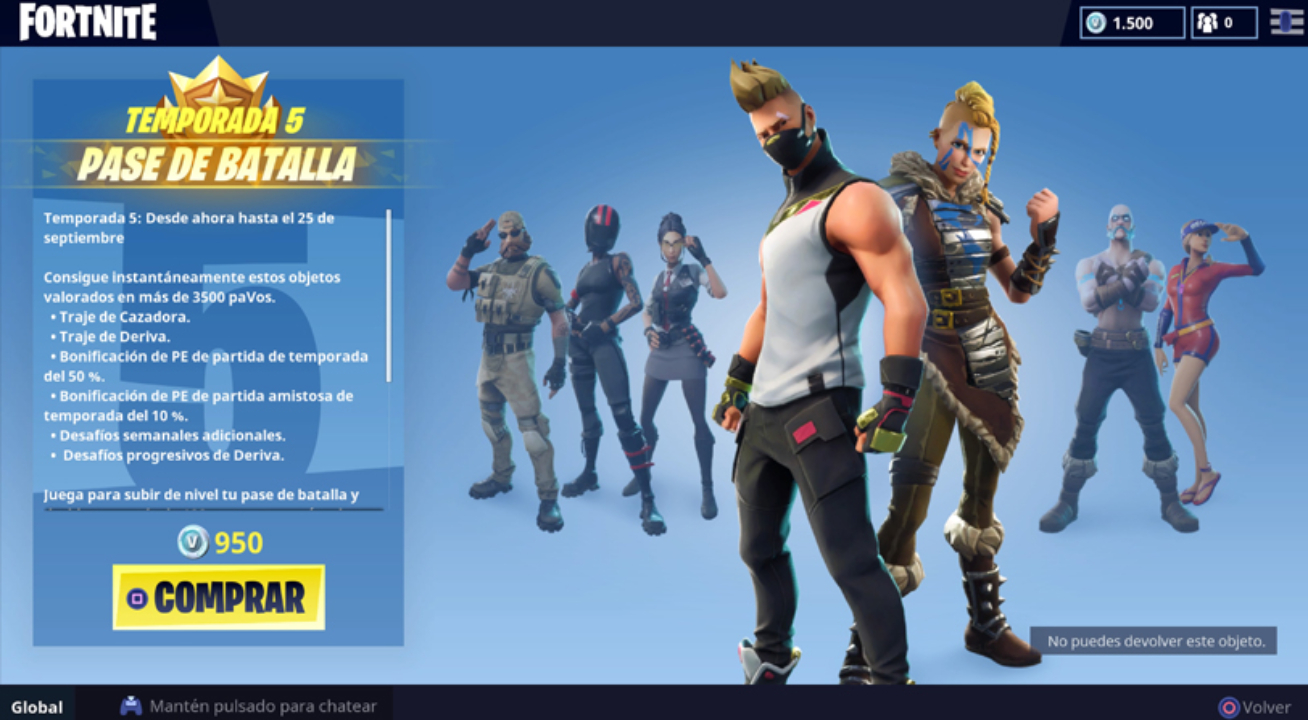 FORTNITE
1.500
0
TEMPORADA 5
PASE DE BATALLA
Temporada 5: Desde ahora hasta el 25 de
septiembre
Consigue instantáneamente estos objetos
valorados en más de 3500 paVos.
• Traje de Cazadora.
• Traje de Deriva.
• Bonificación de PE de partida de temporada
del 50 %.
• Bonificación de PE de partida amistosa de
temporada del 10 %.
• Desafíos semanales adicionales.
• Desafíos progresivos de Deriva.
Juega para subir de nivel tu pase de batalla y
V 950
COMPRAR
No puedes devolver este objeto.
Global
Mantén pulsado para chatear
Volver